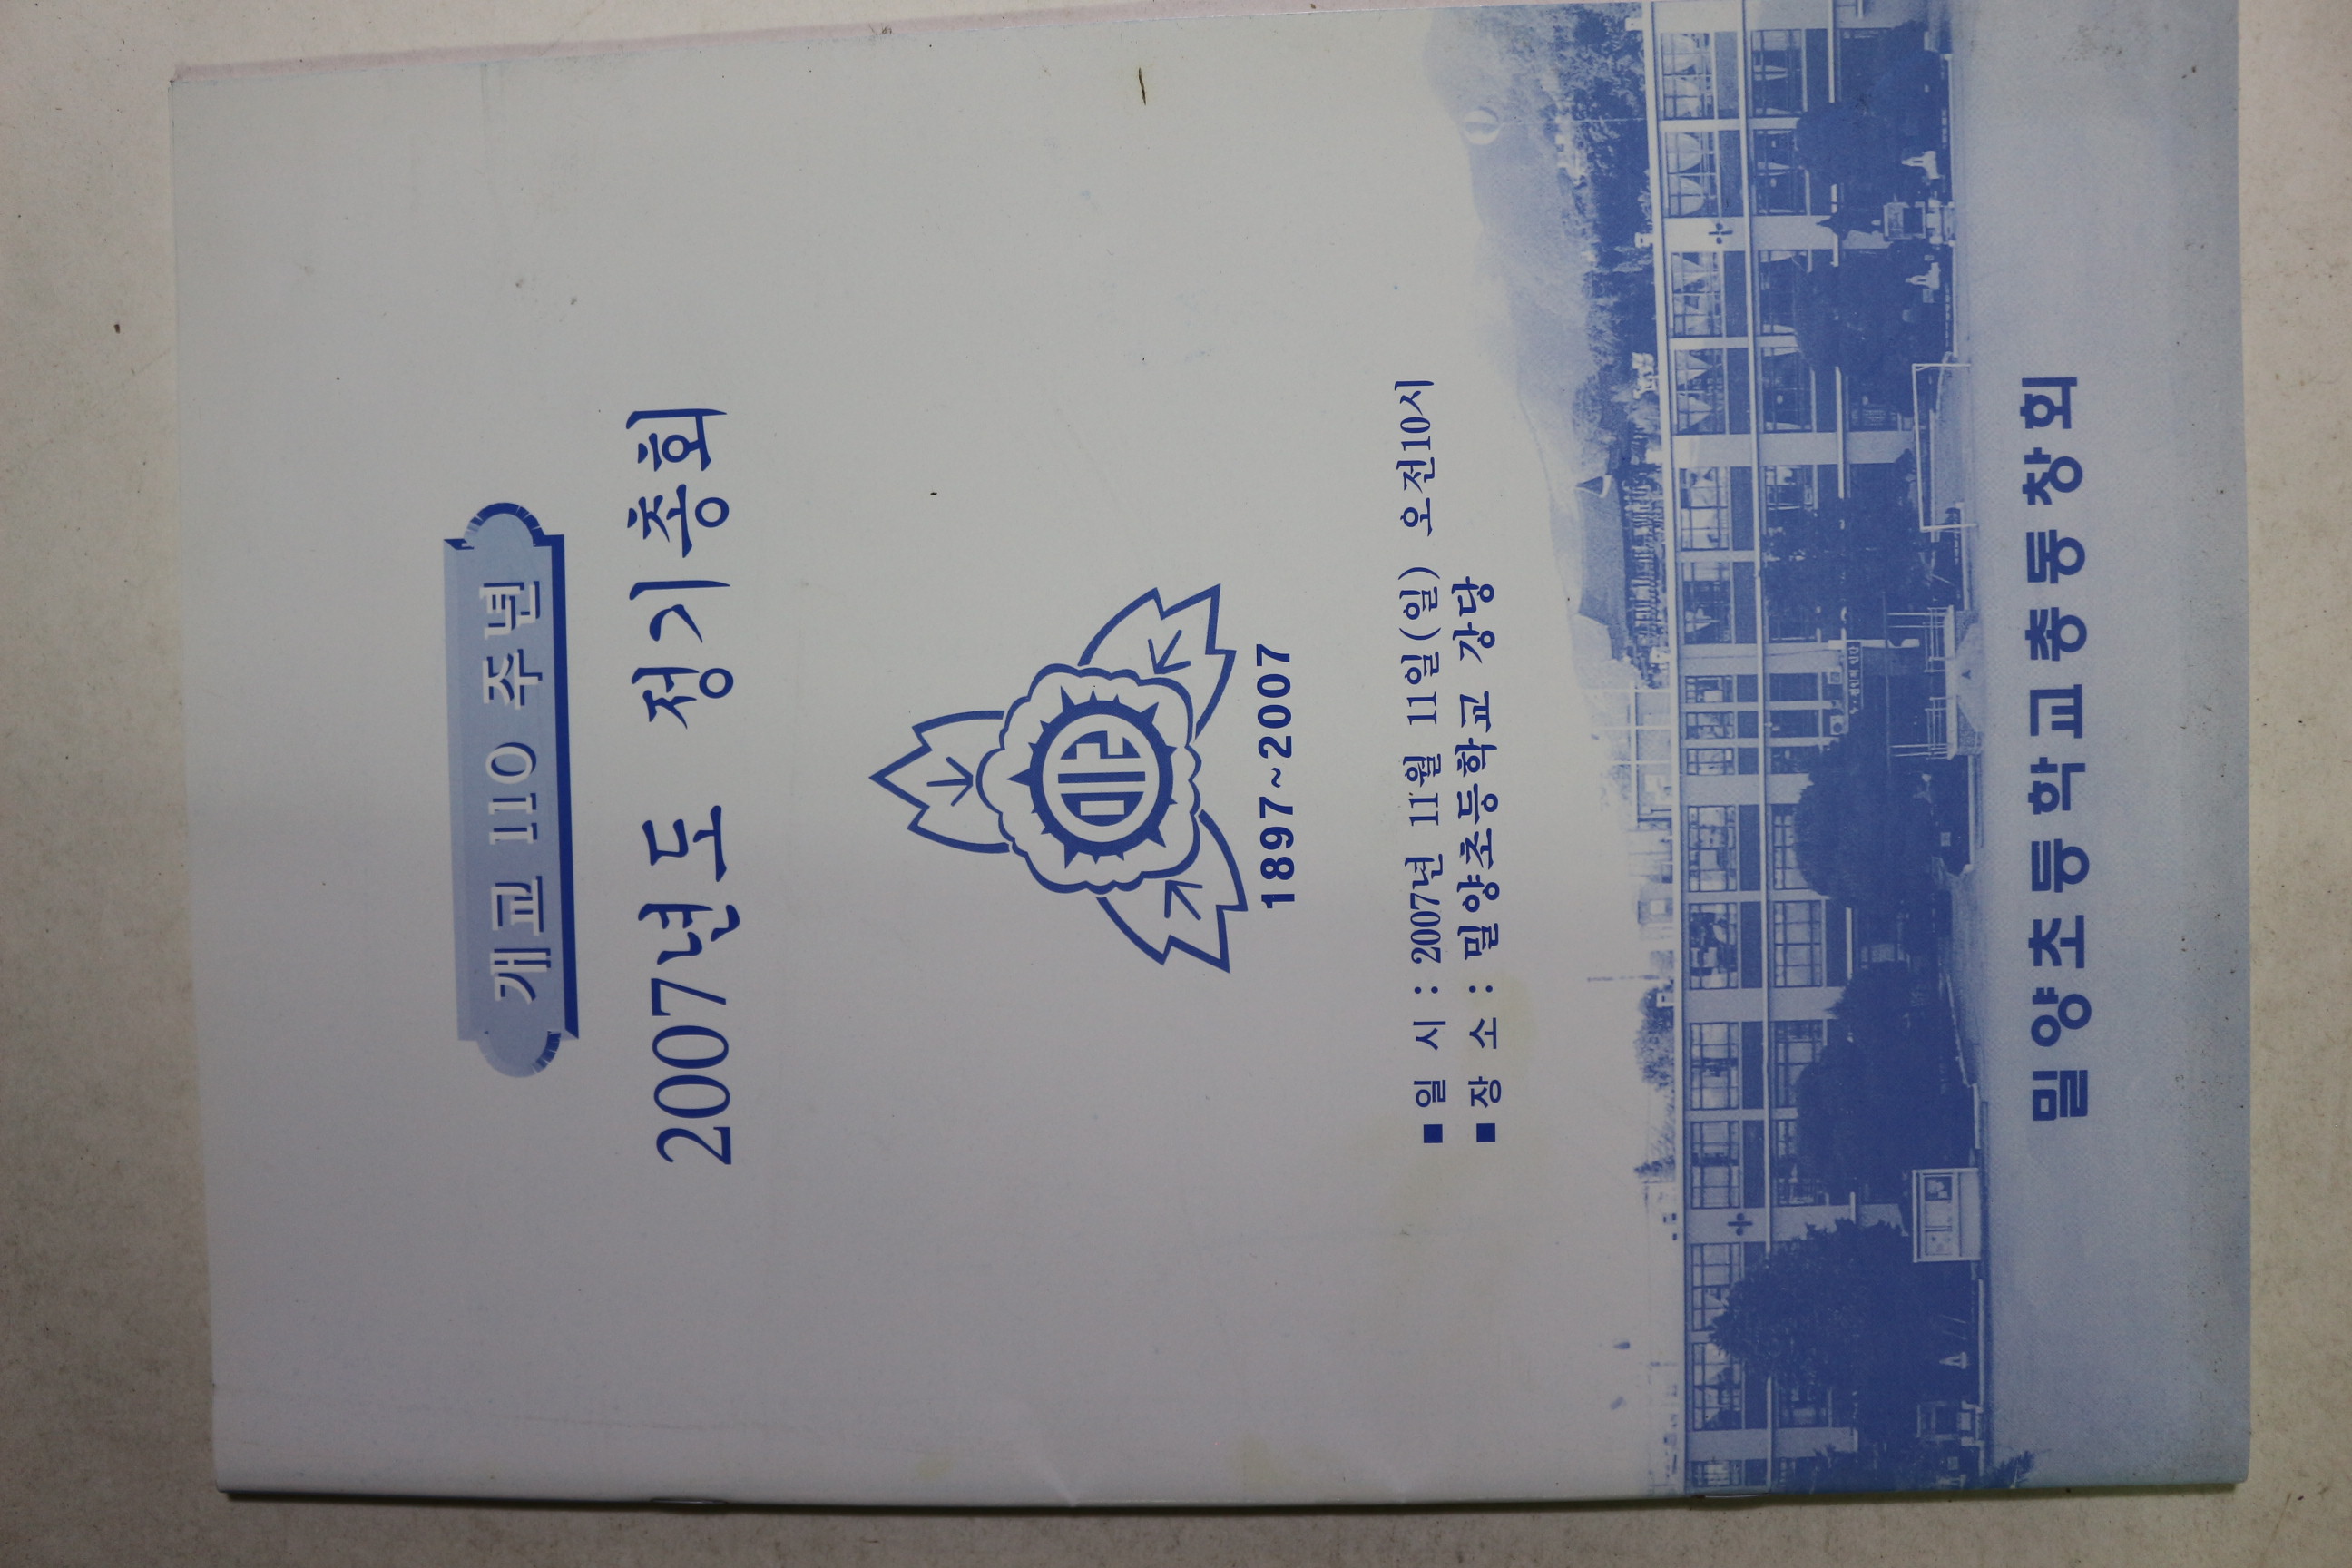 개교 110 주년
2007년도 정기총회
1897~2007
■ 일 시 : 2007년 11월 11일(일) 오전10시
■ 장 소 : 밀양초등학교 강당
밀양초등학교총동창회